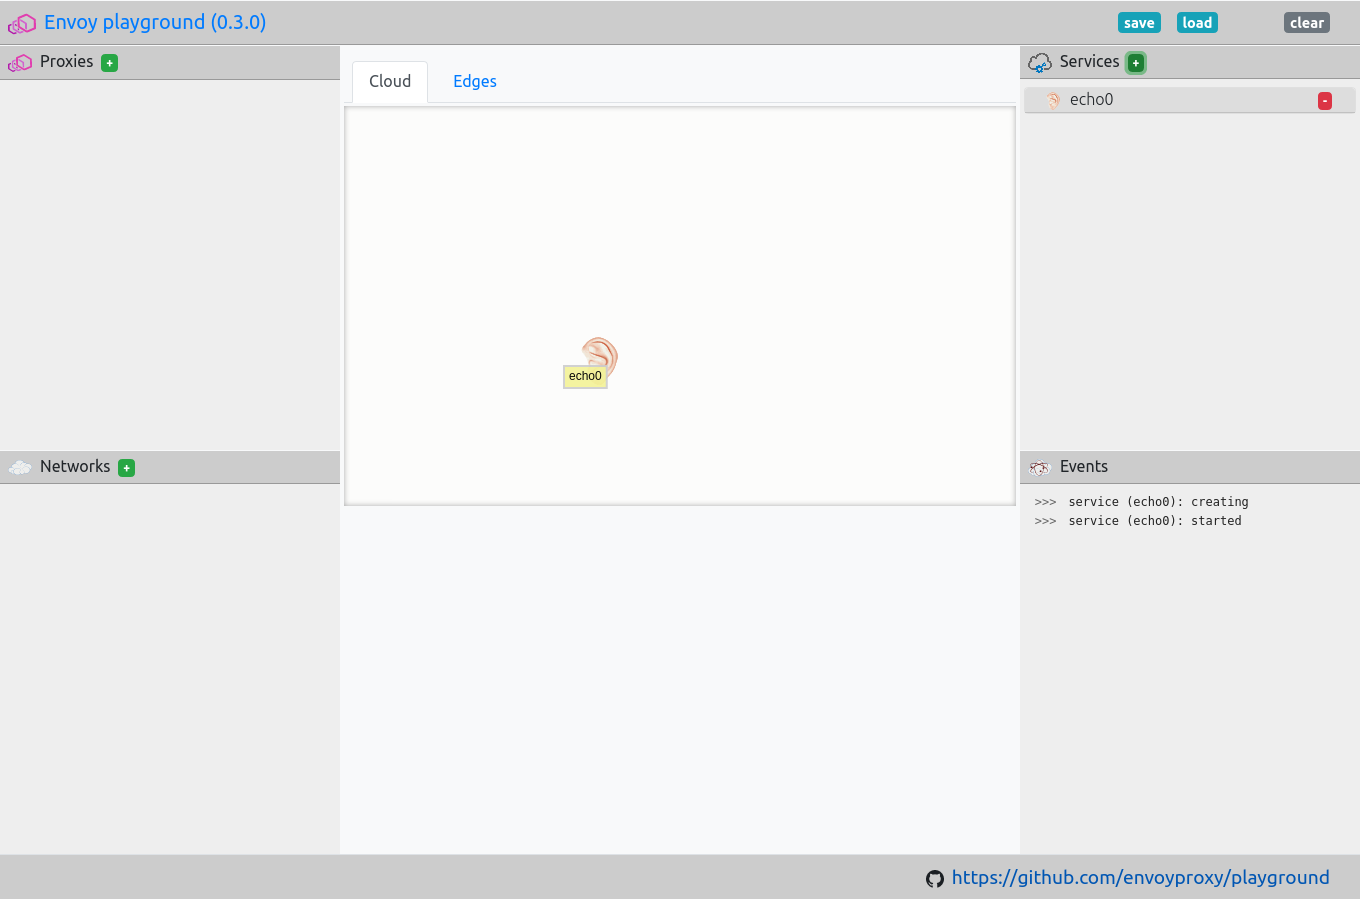 Envoy playground (0.3.0)
save
load
clear
Proxies +
Cloud
Edges
Services +
echo0
-
echo0
Networks +
Events
>>> service (echo0): creating
>>> service (echo0): started
https://github.com/envoyproxy/playground